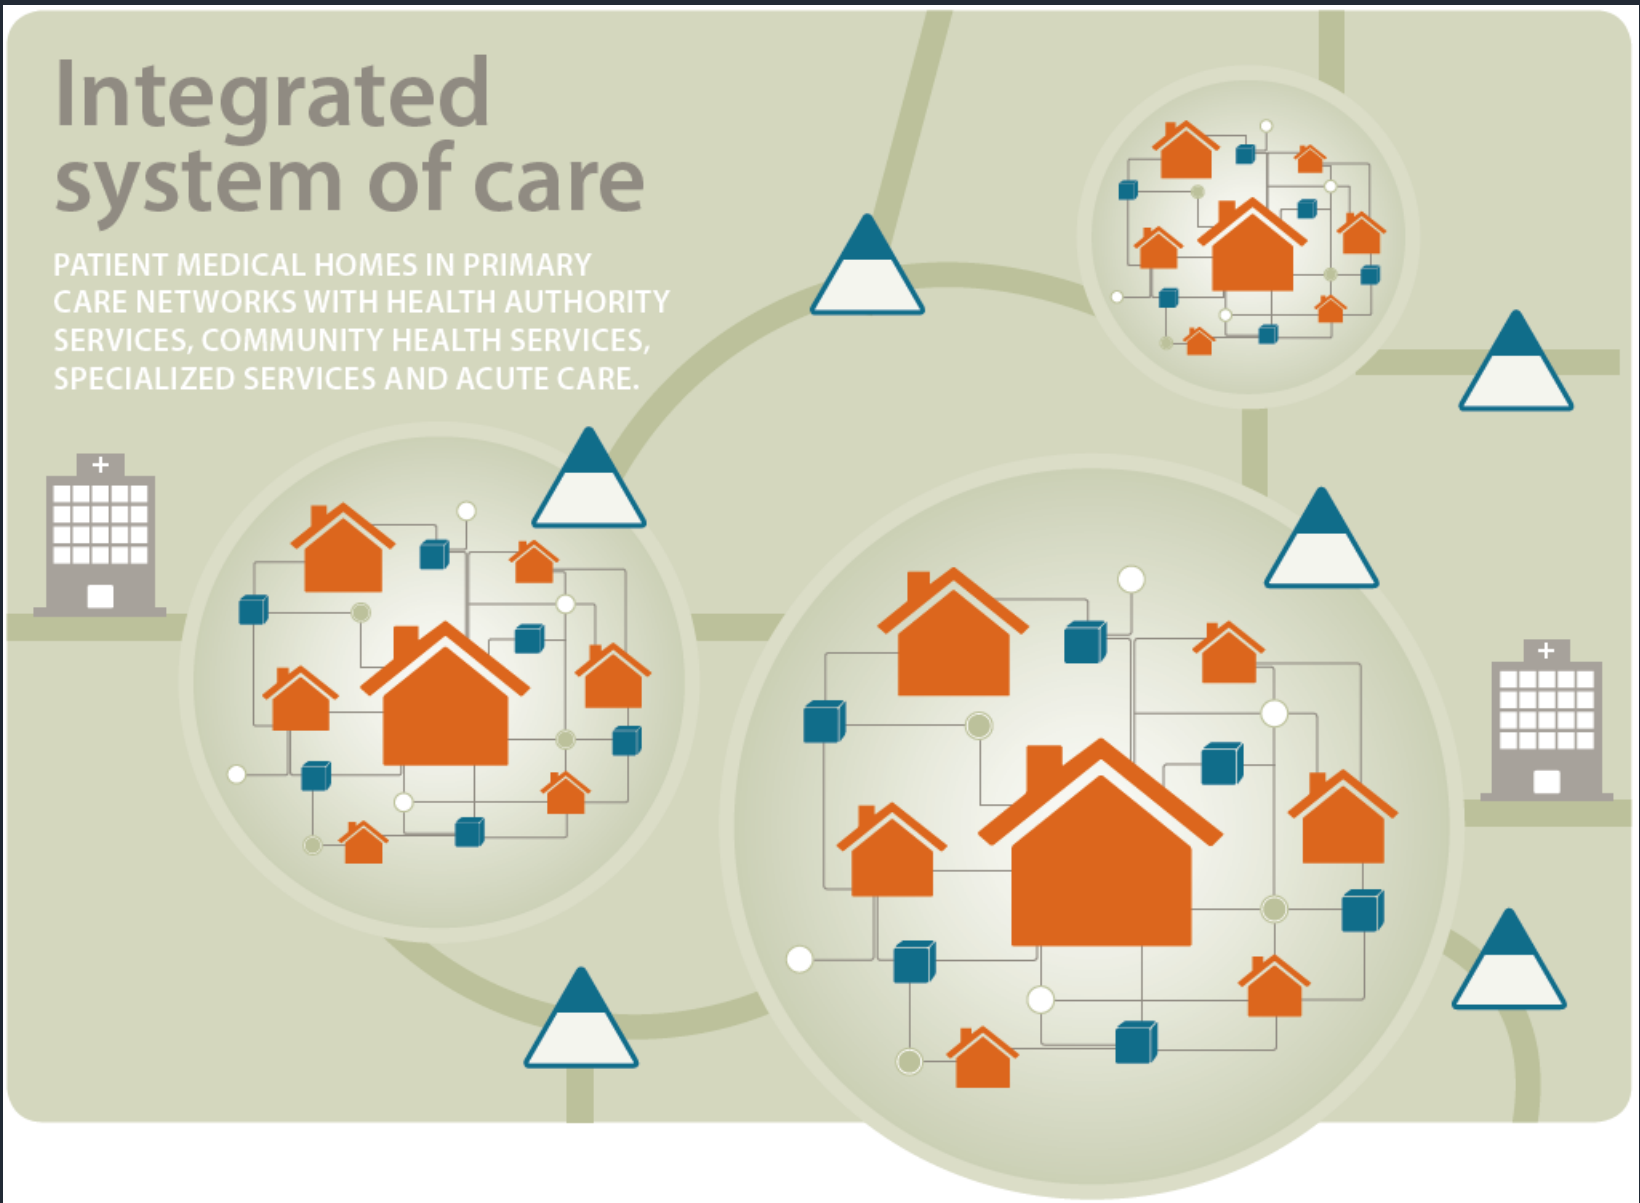 Integrated
system of care
PATIENT MEDICAL HOMES IN PRIMARY
CARE NETWORKS WITH HEALTH AUTHORITY
SERVICES, COMMUNITY HEALTH SERVICES,
SPECIALIZED SERVICES AND ACUTE CARE.